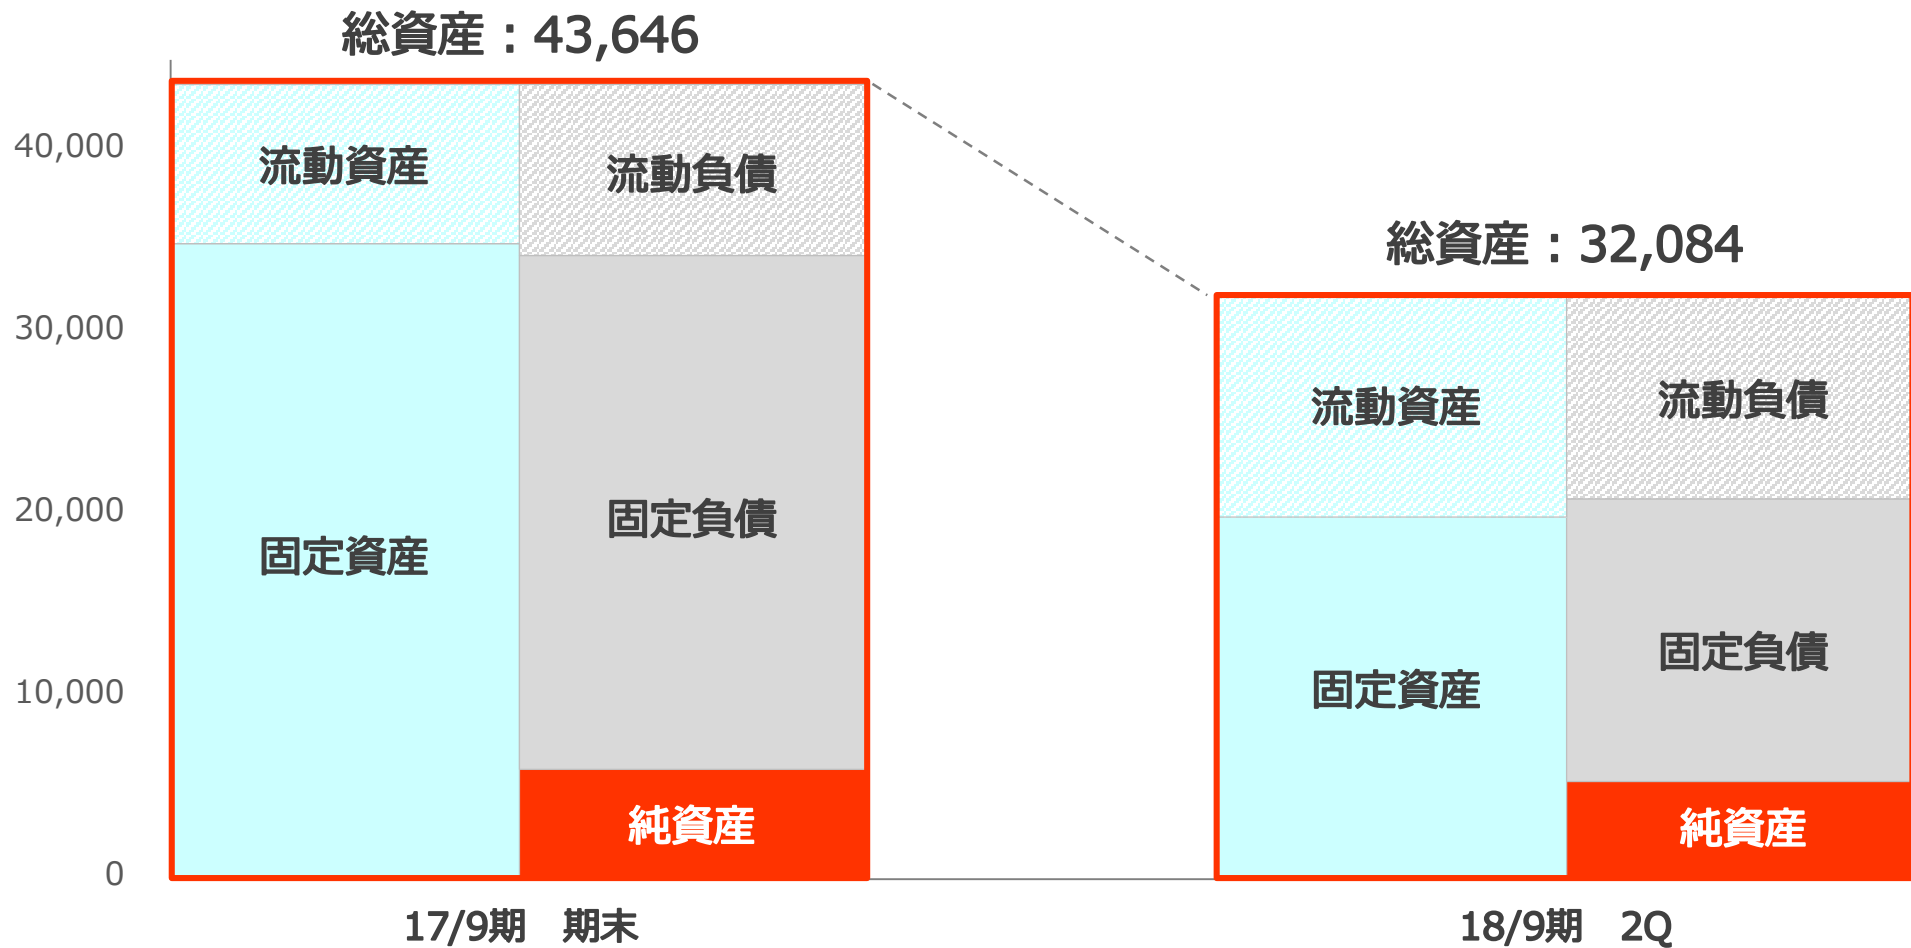 総資産：43,646
40,000
30,000
20,000
10,000
0
流動資産
流動負債
固定資産
固定負債
純資産
17/9期　期末
総資産：32,084
流動資産
流動負債
固定資産
固定負債
純資産
18/9期　2Q